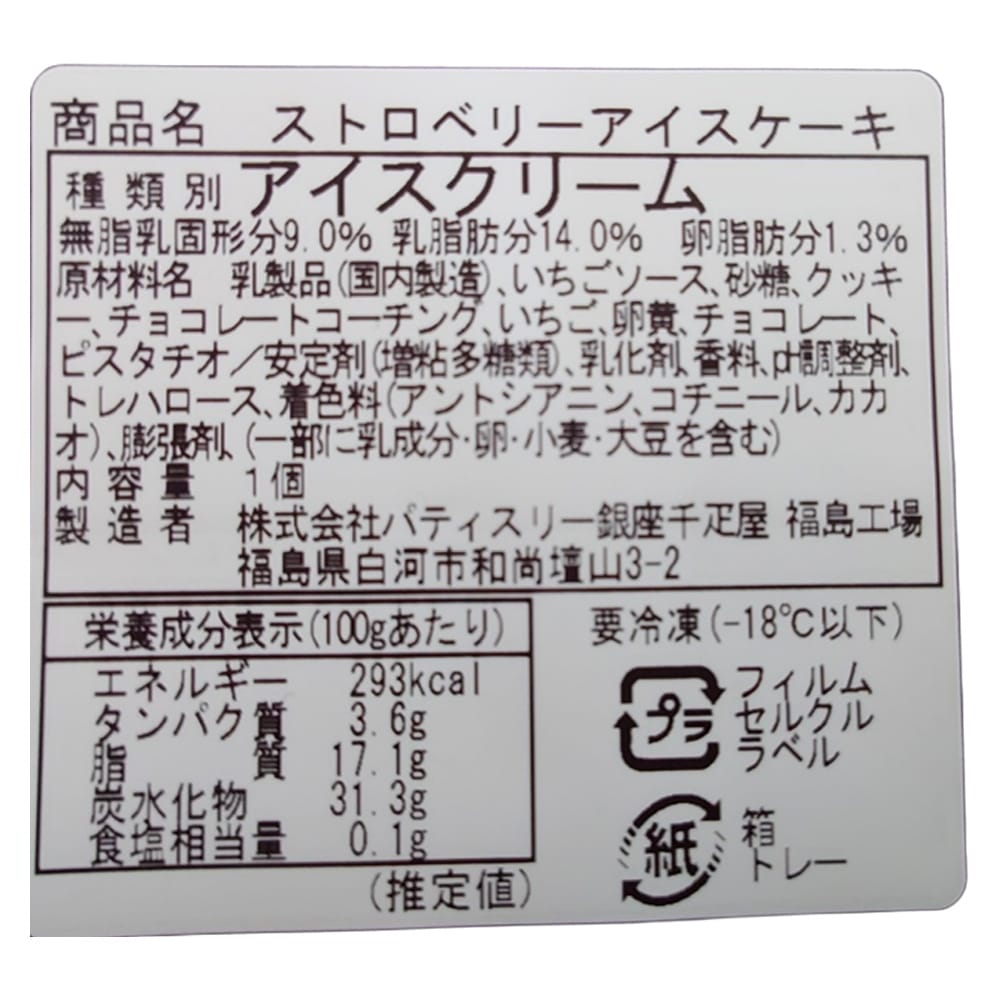 商品名 ストロベリーアイスケーキ
種類別 アイスクリーム
無脂乳固形分9.0% 乳脂肪分14.0% 卵脂肪分1.3%
原材料名 乳製品(国内製造)、いちごソース、砂糖、クッキ
ー、チョコレートコーチング、いちご、卵黄、チョコレート、
ピスタチオ/安定剤(増粘多糖類)、乳化剤、香料、pH調整剤、
トレハロース、着色料(アントシアニン、コチニール、カカ
オ)、膨張剤、(一部に乳成分・卵・小麦・大豆を含む)
内容量 1個
製造者 株式会社パティスリー銀座千疋屋 福島工場
福島県白河市和尚壇山3-2
栄養成分表示(100gあたり)
エネルギー 293kcal
タンパク質 3.6g
脂質 17.1g
炭水化物 31.3g
食塩相当量 0.1g
(推定値)
要冷凍(-18℃以下)
プラ
フィルム
セルクル
ラベル
紙
箱
トレー